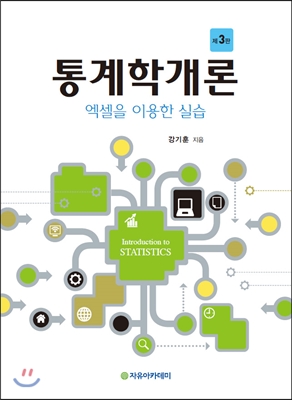 제3판
통계학개론
엑셀을 이용한 실습
강기훈 지음
Introduction to
STATISTICS
자유아카데미